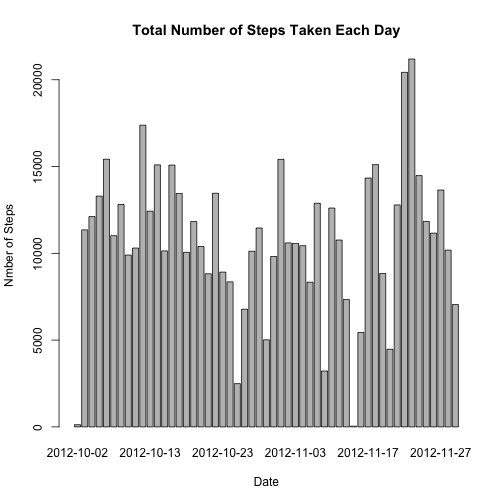 Total Number of Steps Taken Each Day
Nmber of Steps
20000
15000
10000
5000
0
2012-10-02 2012-10-13 2012-10-23 2012-11-03 2012-11-17 2012-11-27
Date